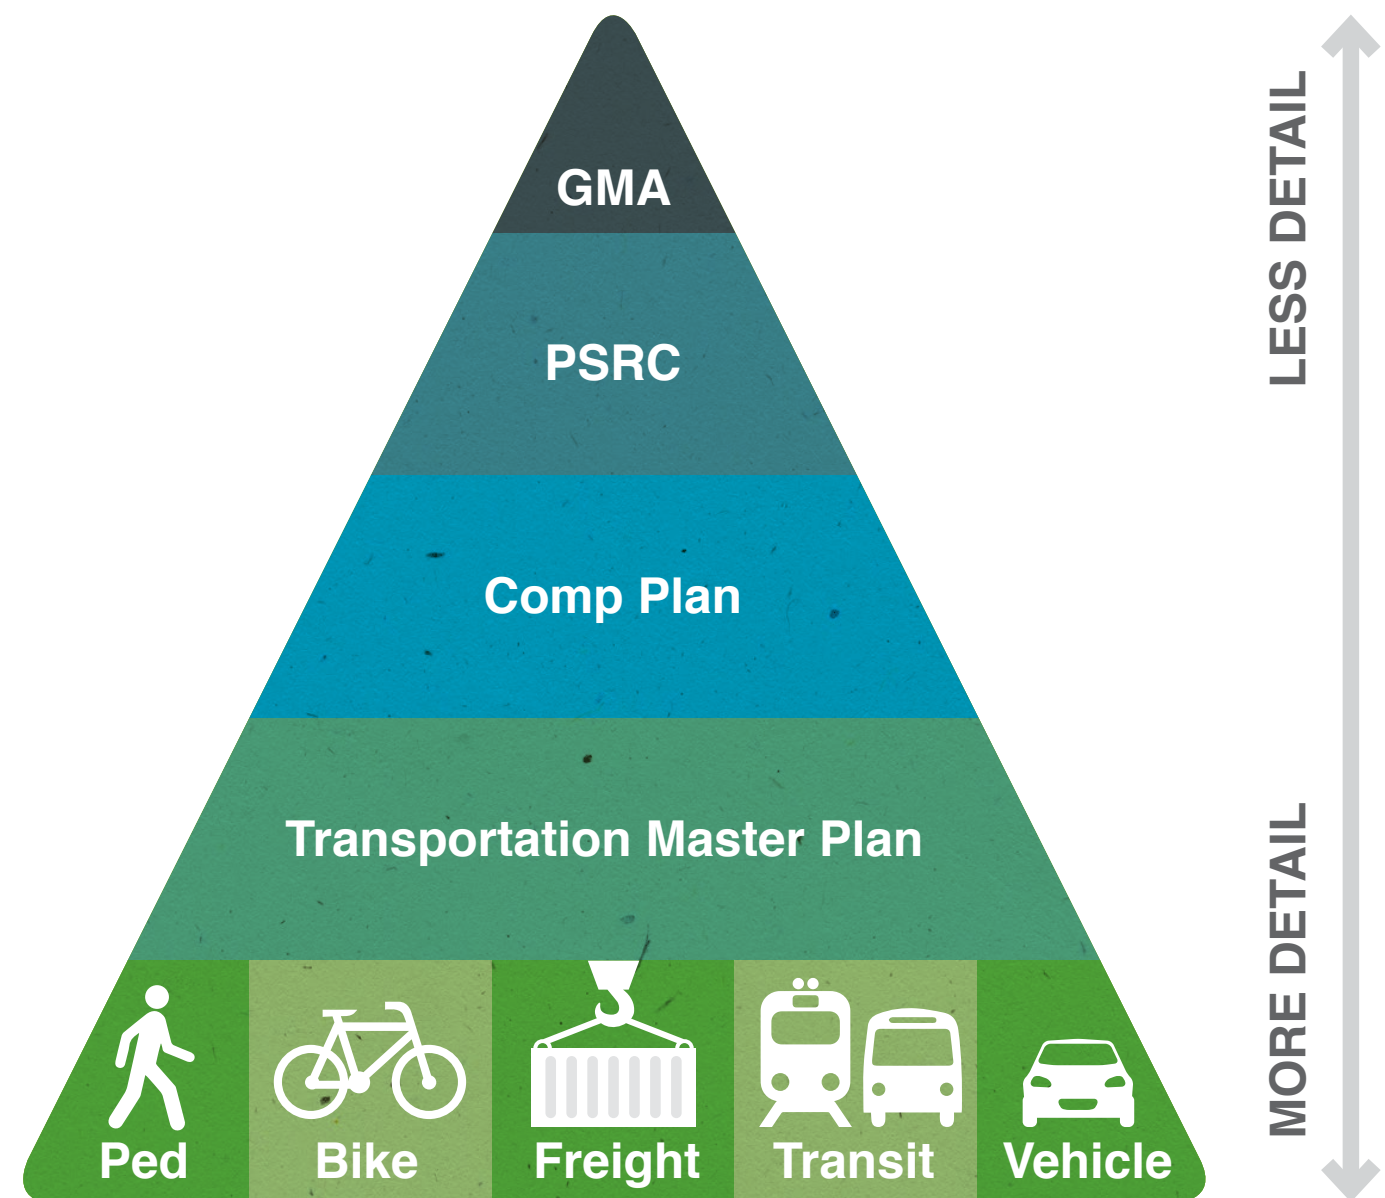 GMA
PSRC
Comp Plan
Transportation Master Plan
Ped
Bike
Freight
Transit
Vehicle
LESS DETAIL
MORE DETAIL